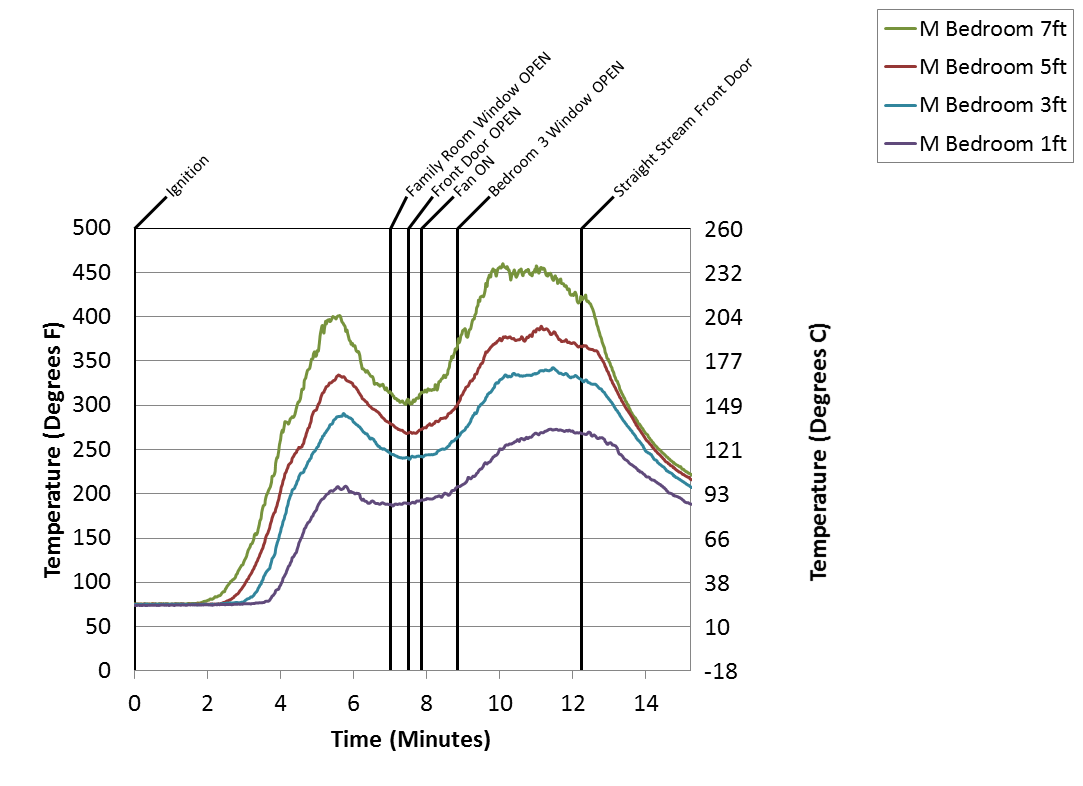 M Bedroom 7ft
M Bedroom 5ft
M Bedroom 3ft
M Bedroom 1ft
Ignition
Family Room Window OPEN
Front Door OPEN
Fan ON
Bedroom 3 Window OPEN
Straight Stream Front Door
Temperature (Degrees F)
500
450
400
350
300
250
200
150
100
50
0
260
232
204
177
149
121
93
66
38
10
-18
Temperature (Degrees C)
0 2 4 6 8 10 12 14
Time (Minutes)